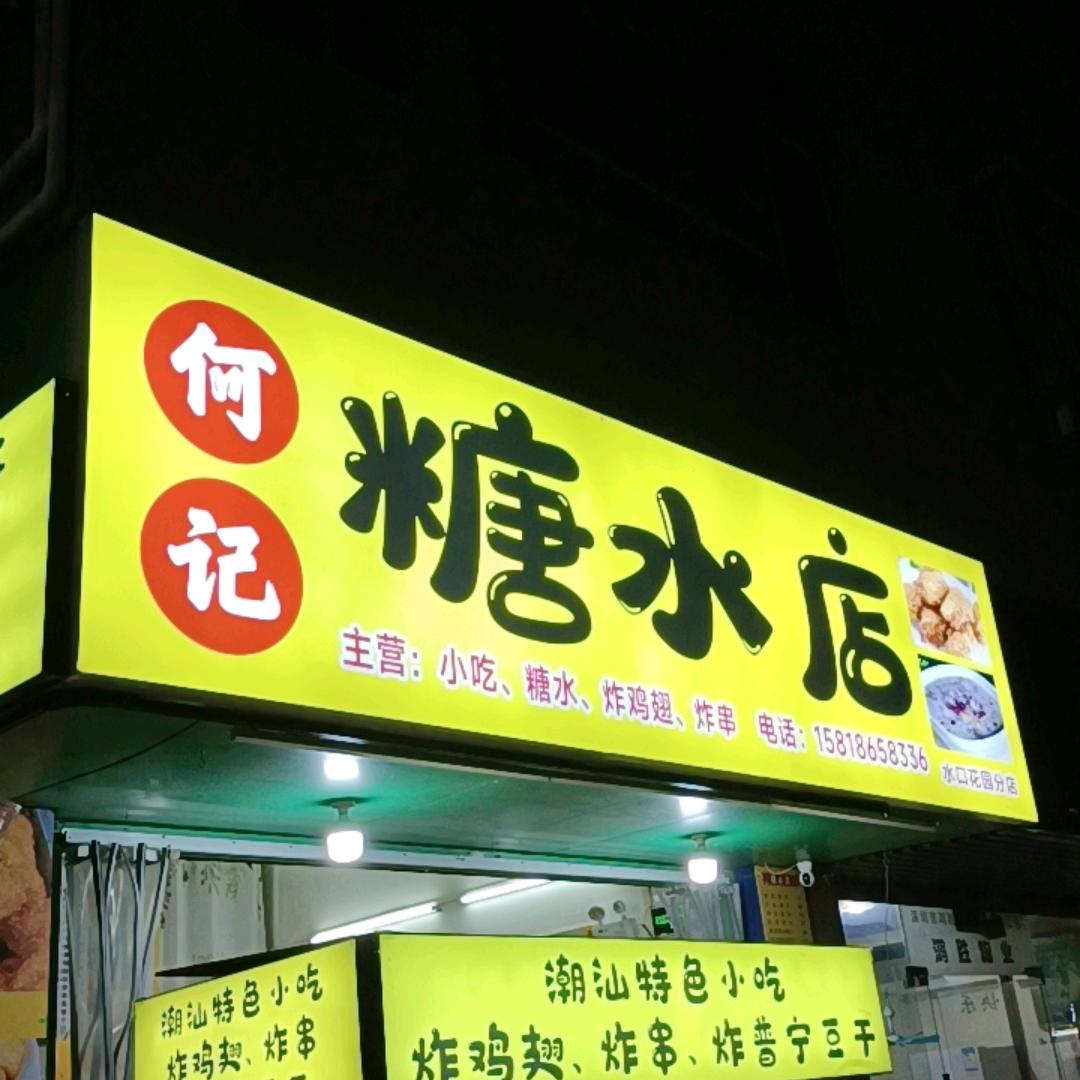 何记
糖水店
主营：小吃、糖水、炸鸡翅、炸串 电话：15818658336
水口花园分店
潮汕特色小吃
炸鸡翅、炸串
潮汕特色小吃
炸鸡翅、炸串、炸普宁豆干